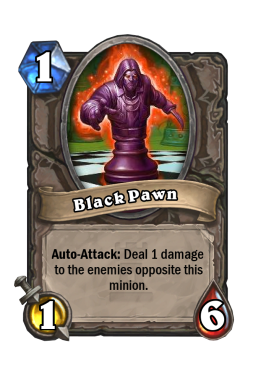 1
Black Pawn
Auto-Attack: Deal 1 damage
to the enemies opposite this
minion.
1
6